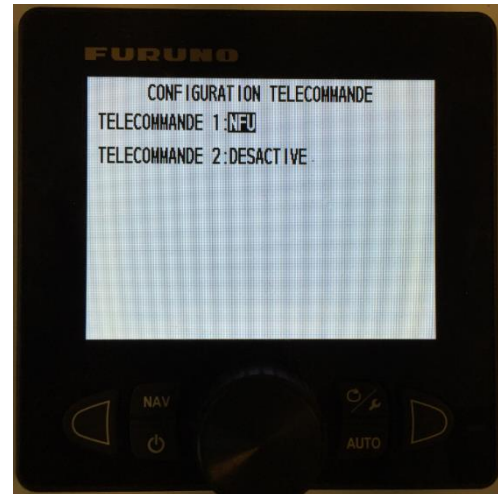 FURUNO
CONFIGURATION TELECOMMANDE
TELECOMMANDE 1:NFU
TELECOMMANDE 2:DESACTIVE
NAV
AUTO